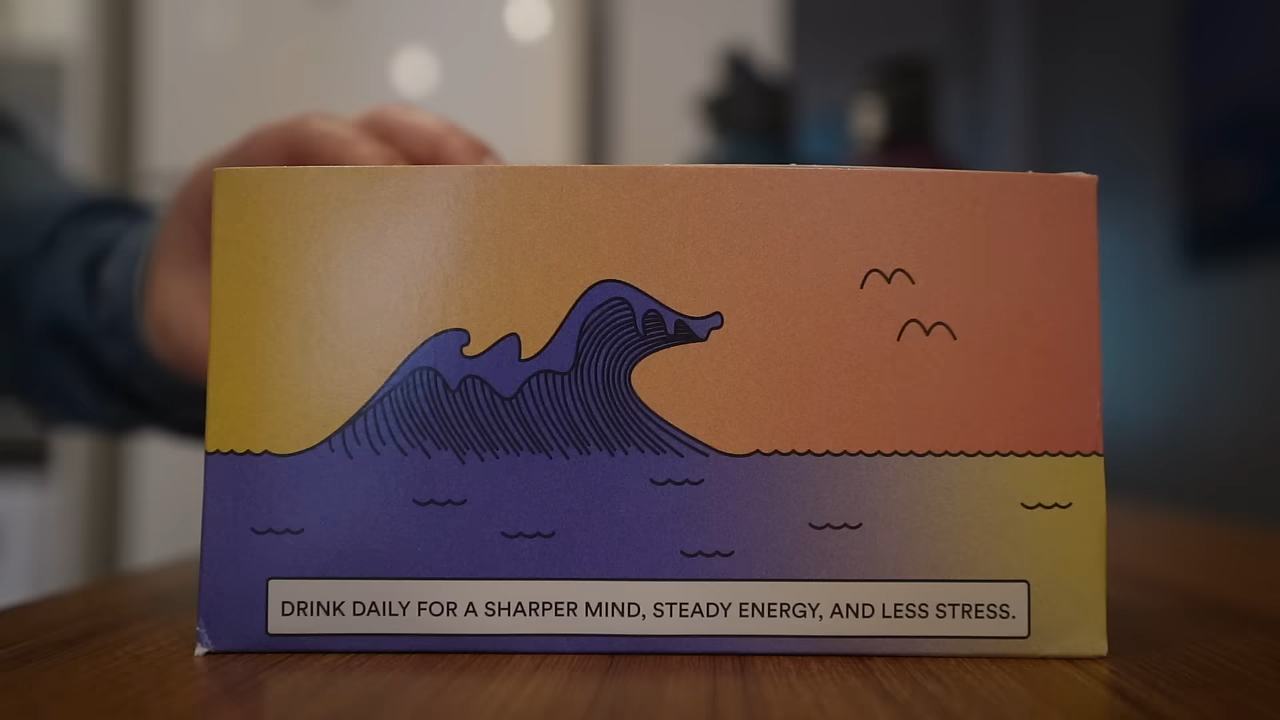 DRINK DAILY FOR A SHARPER MIND, STEADY ENERGY, AND LESS STRESS.